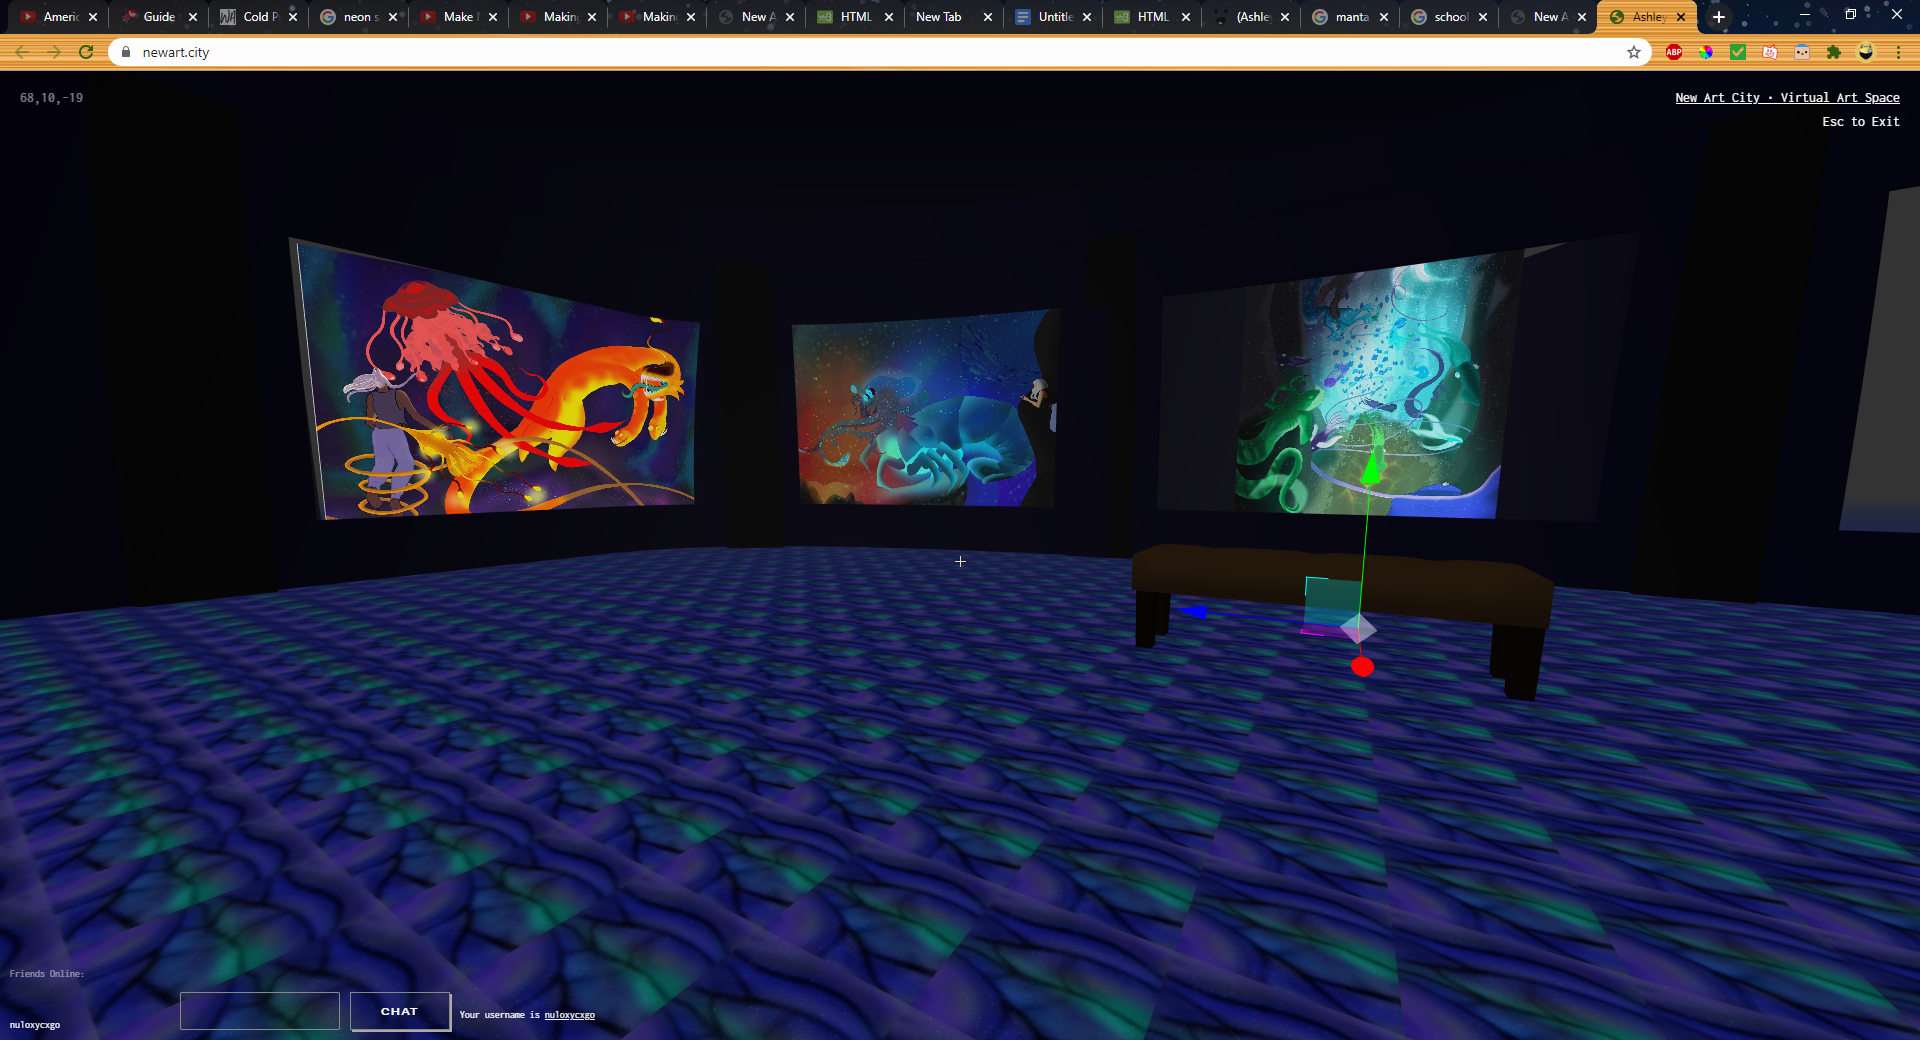 Americ
Guide
Cold P
neon s
Make
Making
Makin
New A
HTML
New Tab
Untitle
HTML
(Ashle
manta
school
New A
Ashley
newart.city
ABP
68,10,-19
New Art City · Virtual Art Space
Esc to Exit
Friends Online:
nuloxycxgo
CHAT
Your username is nuloxycxgo